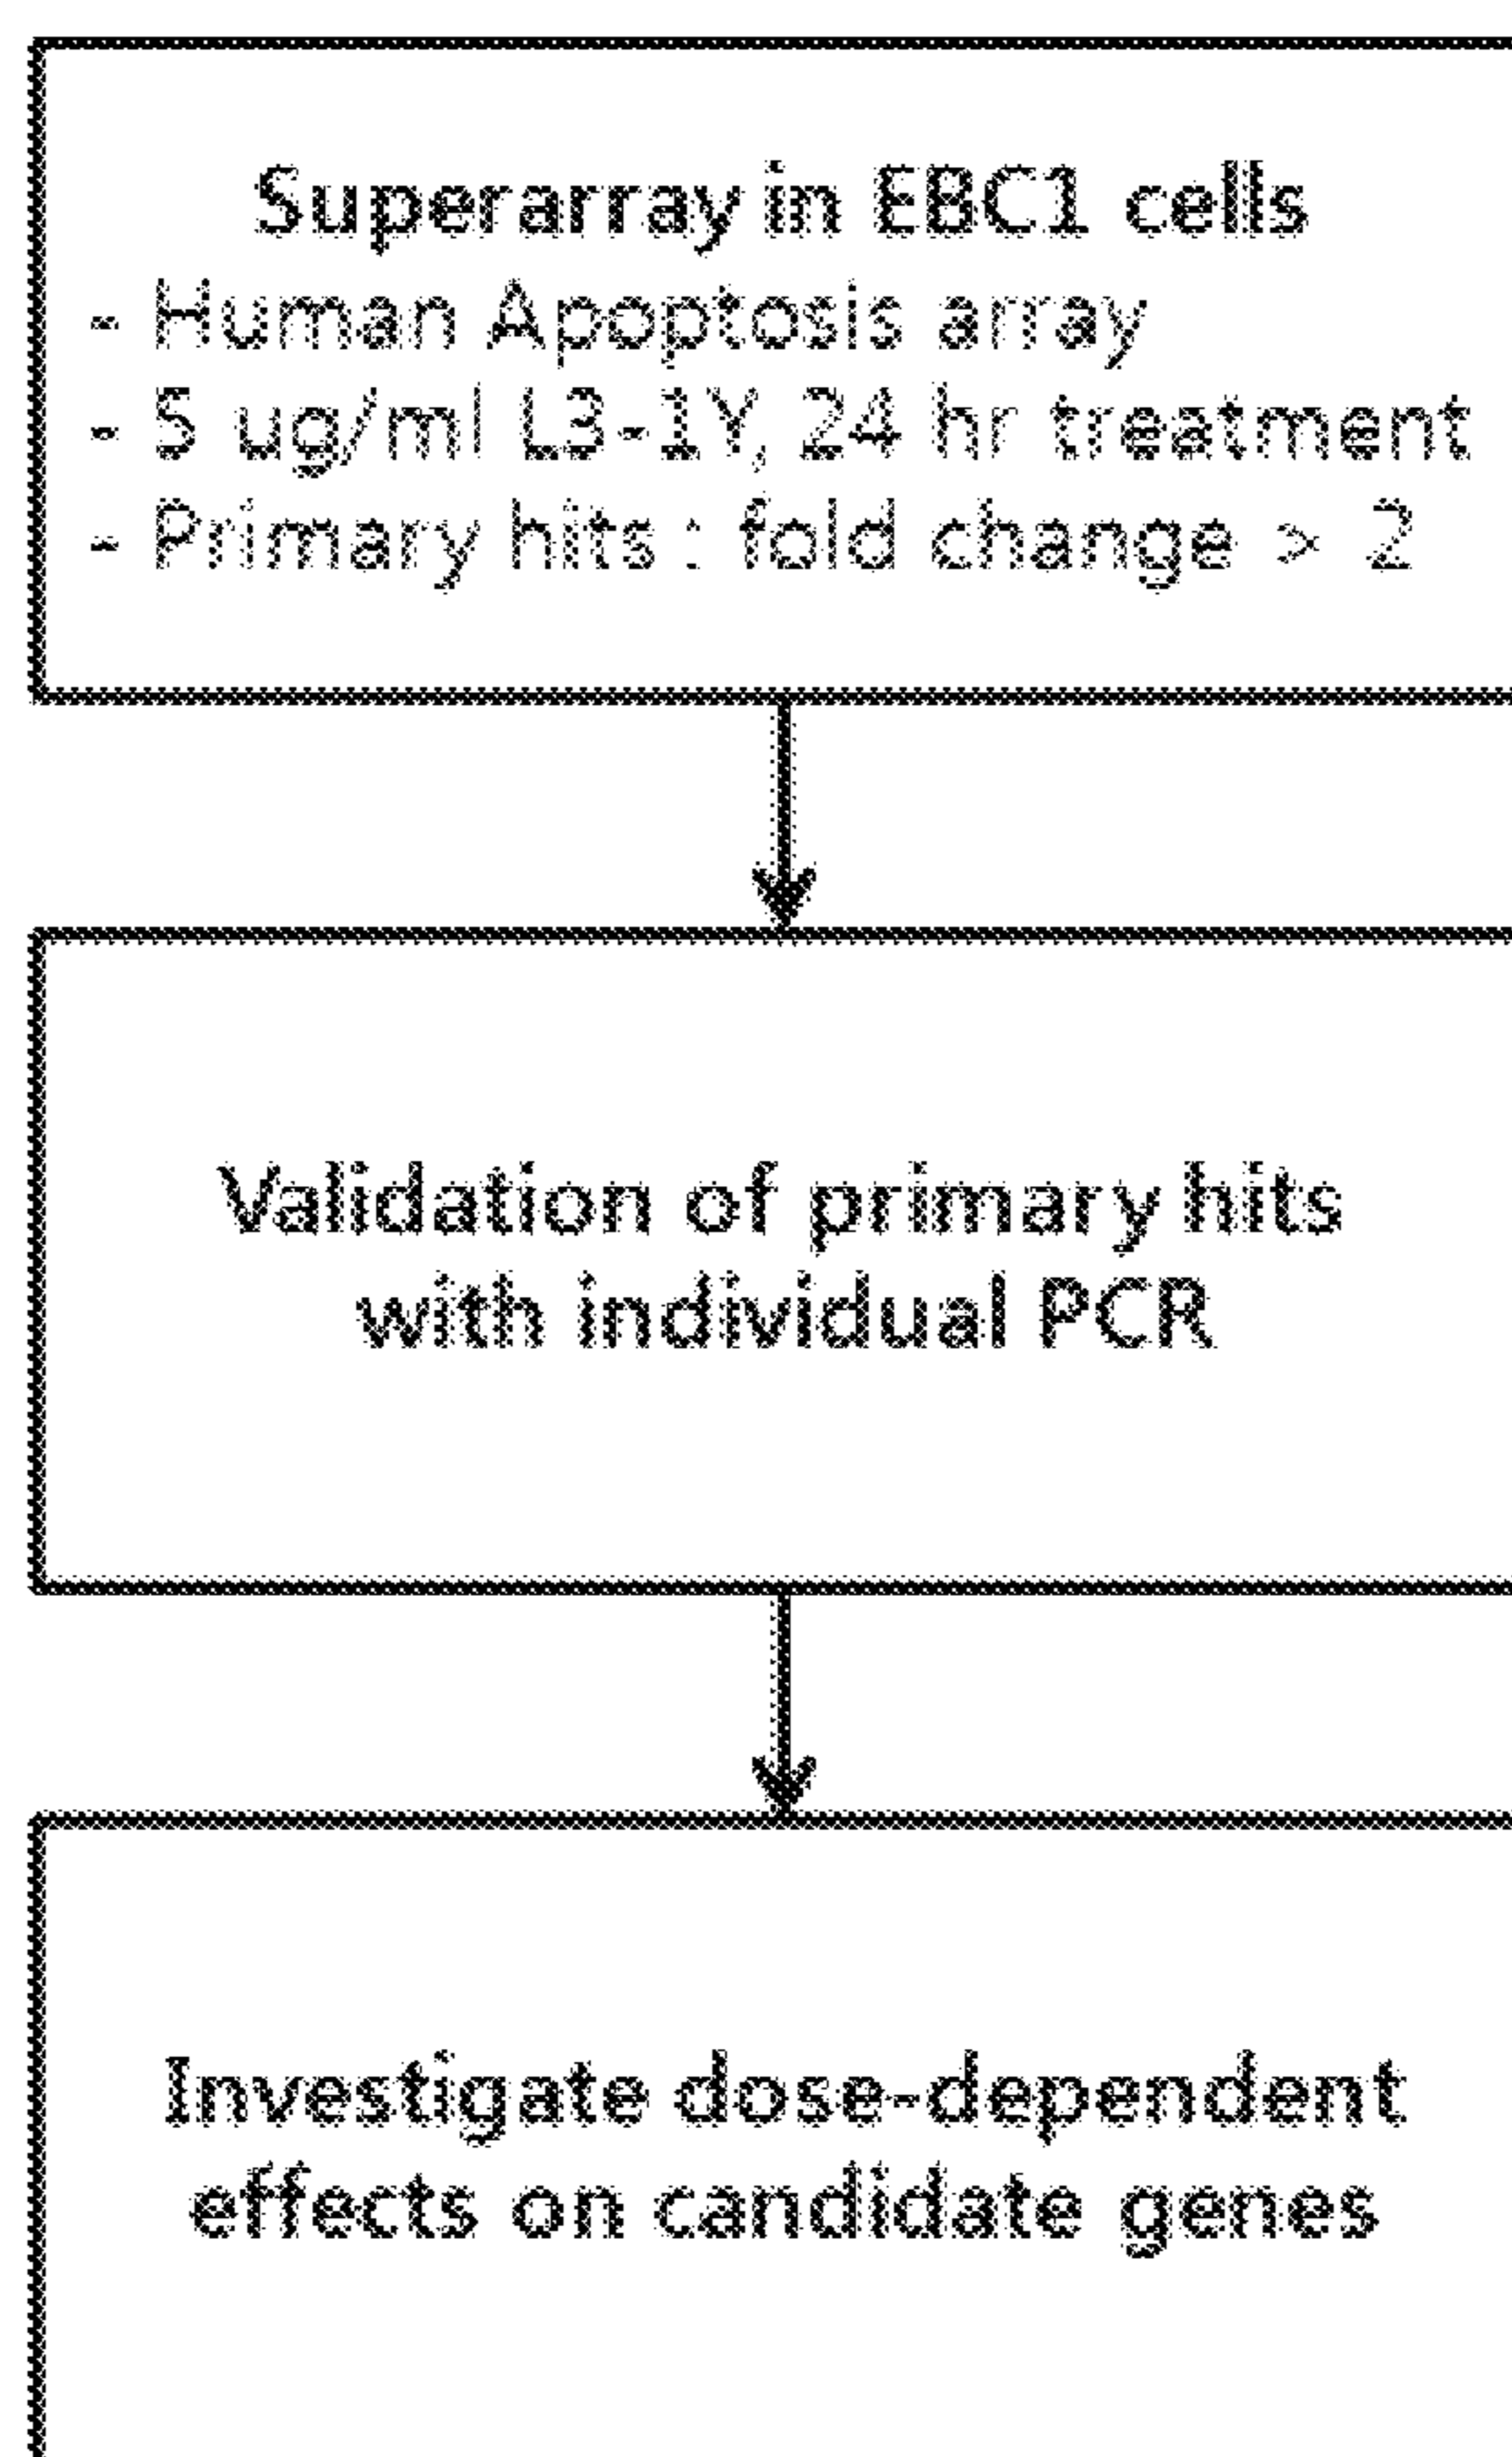 Superarray in EBC1 cells
- Human Apoptosis array
- 5 ug/ml L3-1Y, 24 hr treatment
- Primary hits : fold change > 2
Validation of primary hits
with individual PCR
Investigate dose-dependent
effects on candidate genes